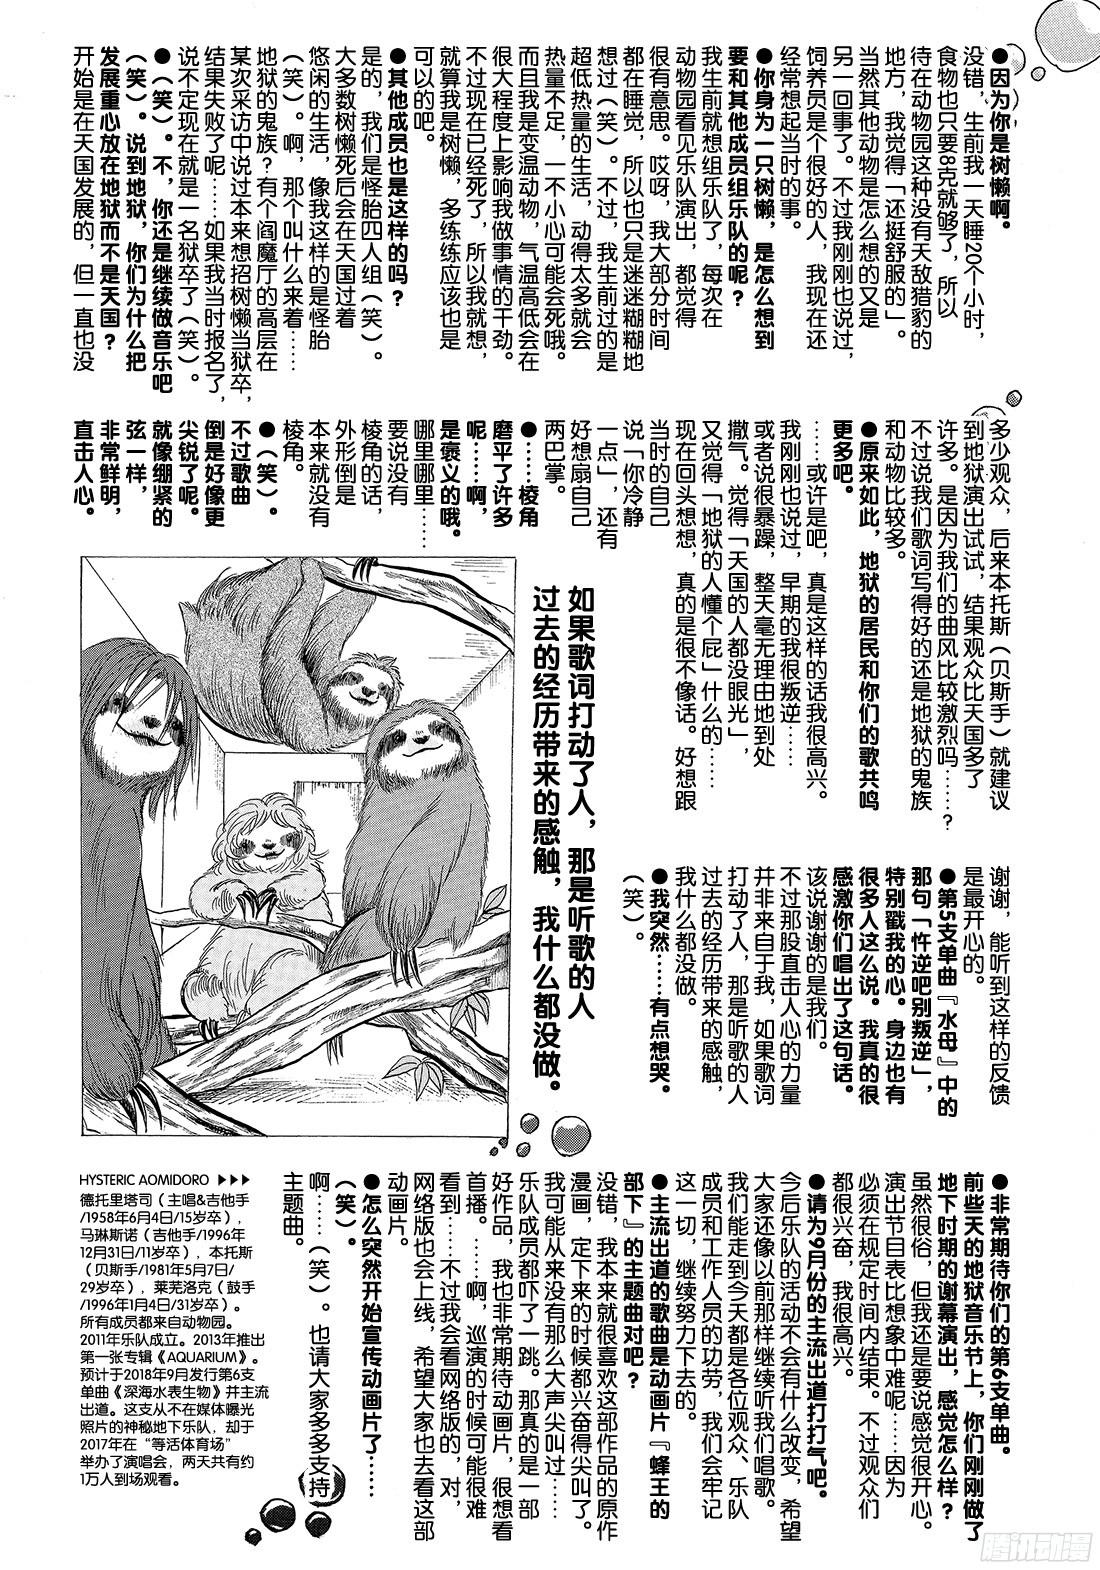 ●因为你是树懒啊。
没错，生前我一天睡20个小时，
食物也只要8克就够了，所以
待在动物园这种没有天敌猎豹的
地方，我觉得「还挺舒服的」。
当然其他动物是怎么想的又是
另一回事了。不过我刚刚也说过，
饲养员是个很好的人，我现在还
经常想起当时的事。
●你身为一只树懒，是怎么想到
要和其他成员组乐队的呢？
我生前就想组乐队了，每次在
动物园看见乐队演出，都觉得
很有意思。哎呀，我大部分时间
都在睡觉，所以也只是迷迷糊糊地
想过（笑）。不过，我生前过的是
超低热量的生活，动得太多就会
热量不足，一不小心可能会死哦。
而且我是变温动物，气温高低会在
很大程度上影响我做事情的干劲。
不过现在已经死了，所以我就想，
就算我是树懒，多练练应该也是
可以的吧。
●其他成员也是这样的吗？
是的，我们是怪胎四人组（笑）。
大多数树懒死后会在天国过着
悠闲的生活，像我这样的是怪胎
（笑）。啊，那个叫什么来着……
地狱的鬼族？有个阎魔厅的高层在
某次采访中说过本来想招树懒当狱卒，
结果失败了呢……如果我当时报名了，
说不定现在就是一名狱卒了（笑）。
●（笑）。不，你还是继续做音乐吧
（笑）。说到地狱，你们为什么把
发展重心放在地狱而不是天国？
开始是在天国发展的，但一直也没
多少观众，后来本托斯（贝斯手）就建议
到地狱演出试试，结果观众比天国多了
许多。是因为我们的曲风比较激烈吗……？
不过说我们歌词写得好的还是地狱的鬼族
和动物比较多。
●原来如此，地狱的居民和你们的歌共鸣
更多吧。
……或许是吧，真是这样的话我很高兴。
我刚刚也说过，早期的我很叛逆……
或者说很暴躁，整天毫无理由地到处
撒气。觉得「天国的人都没眼光」，
又觉得「地狱的人懂个屁」什么的……
现在回头想想，真的是很不像话。好想跟
当时的自己
说「你冷静
一点」，还有
好想扇自己
两巴掌。
●……棱角
磨平了许多
呢……啊，
是褒义的哦。
哪里哪里……
要说没有
棱角的话，
外形倒是
本来就没有
棱角。
●（笑）。
不过歌曲
倒是好像更
尖锐了呢。
就像绷紧的
弦一样，
非常鲜明，
直击人心。
如果歌词打动了人，那是听歌的人
过去的经历带来的感触，我什么都没做。
谢谢，能听到这样的反馈
是最开心的。
●第5支单曲『水母』中的
那句「忤逆吧别叛逆」，
特别戳我的心。身边也有
很多人这么说。我真的很
感激你们唱出了这句话。
该说谢谢的是我们。
不过那股直击人心的力量
并非来自于我，如果歌词
打动了人，那是听歌的人
过去的经历带来的感触，
我什么都没做。
●我突然……有点想哭。
（笑）。
●非常期待你们的第6支单曲。
前些天的地狱音乐节上，你们刚刚做了
地下时期的谢幕演出，感觉怎么样？
虽然很俗，但我还是要说感觉很开心。
演出节目表比想象中难呢……因为
必须在规定时间内结束。不过观众们
都很兴奋，我很高兴。
●请为9月份的主流出道打打气吧。
今后乐队的活动不会有什么改变，希望
大家还像以前那样继续听我们唱歌。
我们能走到今天都是各位观众、乐队
成员和工作人员的功劳，我们会牢记
这一切，继续努力下去的。
●主流出道的歌曲是动画片『蜂王的
部下』的主题曲对吧？
没错，我本来就很喜欢这部作品的原作
漫画，定下来的时候都兴奋得尖叫了。
我可能从来没有那么大声尖叫过……
乐队成员都吓了一跳。那真的是一部
好作品，我也非常期待动画片，很想看
首播。……啊，巡演的时候可能很难
看到……不过我会看网络版的，对，
网络版也会上线，希望大家也去看这部
动画片。
●怎么突然开始宣传动画片了……
（笑）。
啊……（笑）。也请大家多多支持
主题曲。
HYSTERIC AOMIDORO ▶▶▶
德托里塔司（主唱&吉他手
/1958年6月4日/15岁卒），
马琳斯诺（吉他手/1996年
12月31日/11岁卒），本托斯
（贝斯手/1981年5月7日/
29岁卒），莱芜洛克（鼓手
/1996年1月4日/31岁卒）。
所有成员都来自动物园。
2011年乐队成立。2013年推出
第一张专辑《AQUARIUM》。
预计于2018年9月发行第6支
单曲《深海水表生物》并主流
出道。这支从不在媒体曝光
照片的神秘地下乐队，却于
2017年在“等活体育场”
举办了演唱会，两天共有约
1万人到场观看。
腾讯动漫